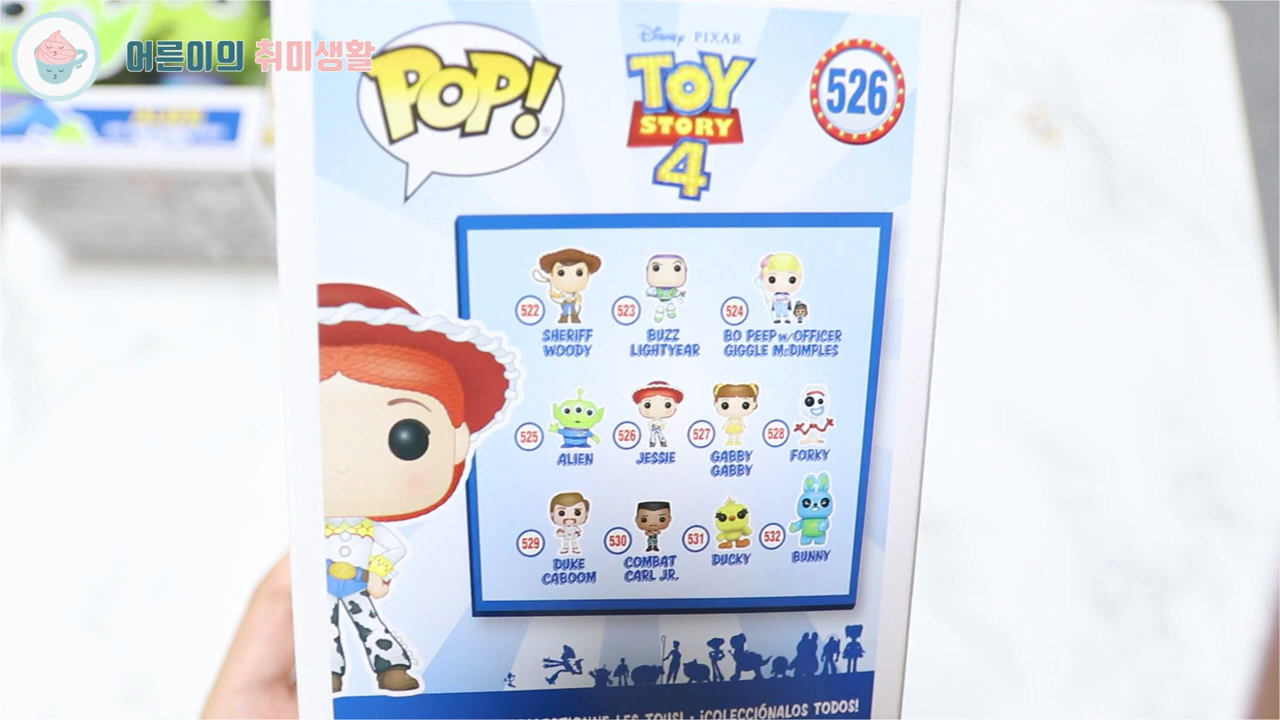 어른이의 취미생활
POP!
Disney PIXAR
TOY
STORY
4
526
522
SHERIFF
WOODY
523
BUZZ
LIGHTYEAR
524
BO PEEP w/OFFICER
GIGGLE McDIMPLES
525
ALIEN
526
JESSIE
527
GABBY
GABBY
528
FORKY
529
DUKE
CABOOM
530
COMBAT
CARL JR.
531
DUCKY
532
BUNNY
LES TOUS! · ¡COLECCIÓNALOS TODOS!